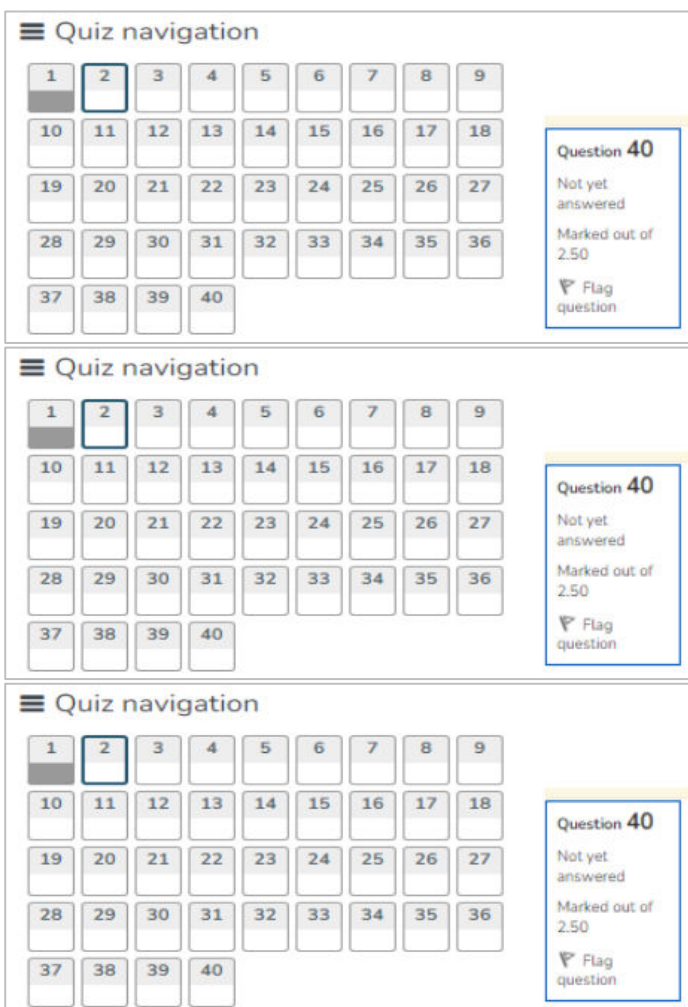 Quiz navigation
1 2 3 4 5 6 7 8 9
10 11 12 13 14 15 16 17 18
19 20 21 22 23 24 25 26 27
28 29 30 31 32 33 34 35 36
37 38 39 40
Question 40
Not yet
answered
Marked out of
2.50
Flag
question
Quiz navigation
1 2 3 4 5 6 7 8 9
10 11 12 13 14 15 16 17 18
19 20 21 22 23 24 25 26 27
28 29 30 31 32 33 34 35 36
37 38 39 40
Question 40
Not yet
answered
Marked out of
2.50
Flag
question
Quiz navigation
1 2 3 4 5 6 7 8 9
10 11 12 13 14 15 16 17 18
19 20 21 22 23 24 25 26 27
28 29 30 31 32 33 34 35 36
37 38 39 40
Question 40
Not yet
answered
Marked out of
2.50
Flag
question